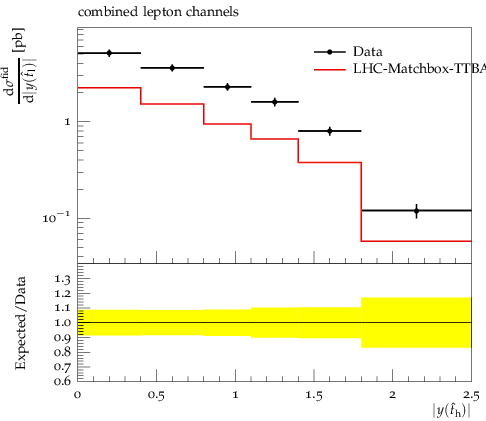 combined lepton channels
dσ^fid / d|y(t̂_l)| [pb]
Data
LHC-Matchbox-TTBA
1
10⁻¹
Expected/Data
1.3
1.2
1.1
1.0
0.9
0.8
0.7
0.6
0 0.5 1 1.5 2 2.5
|y(t̂_h)|